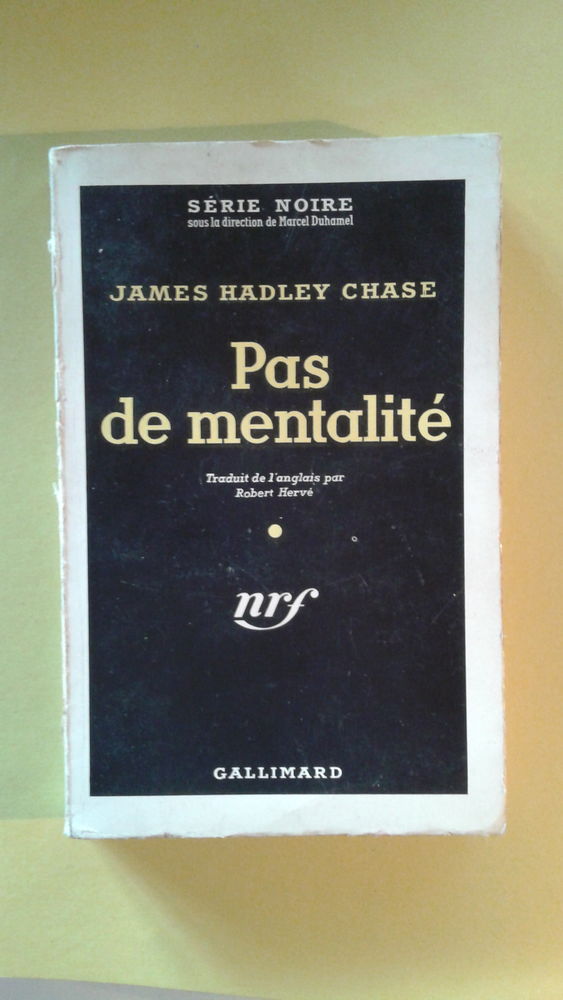 SÉRIE NOIRE
sous la direction de Marcel Duhamel
JAMES HADLEY CHASE
Pas
de mentalité
Traduit de l'anglais par
Robert Hervé
nrf
GALLIMARD